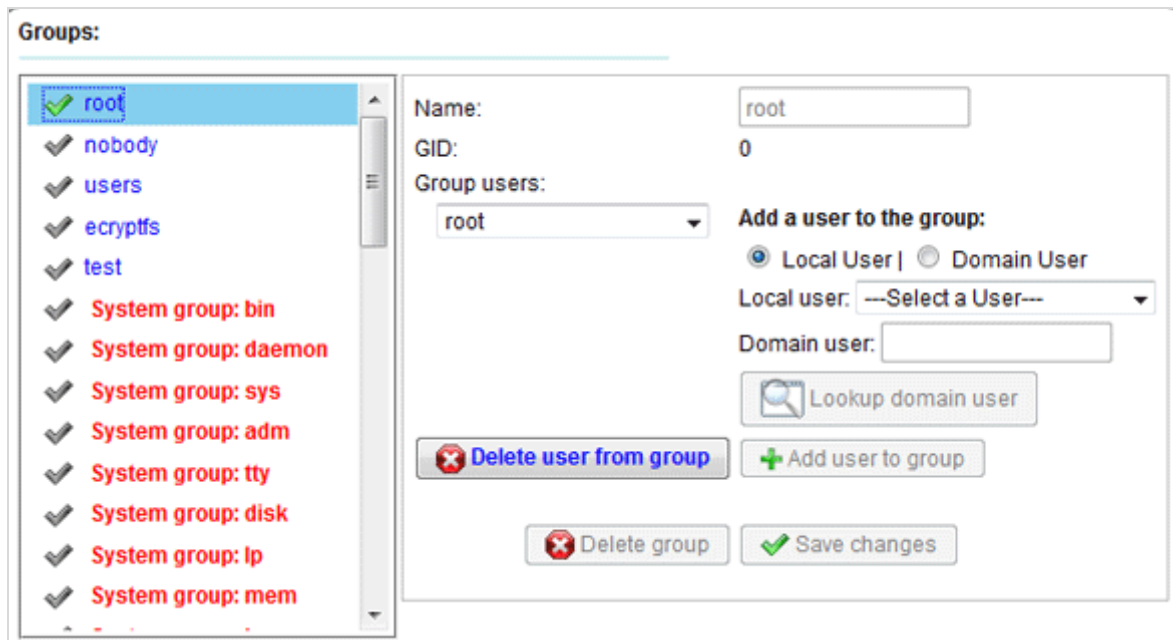 Groups:
root
nobody
users
ecryptfs
test
System group: bin
System group: daemon
System group: sys
System group: adm
System group: tty
System group: disk
System group: lp
System group: mem
Name:
root
GID:
0
Group users:
root
Add a user to the group:
Local User | Domain User
Local user: ---Select a User---
Domain user:
Lookup domain user
Delete user from group
Add user to group
Delete group
Save changes